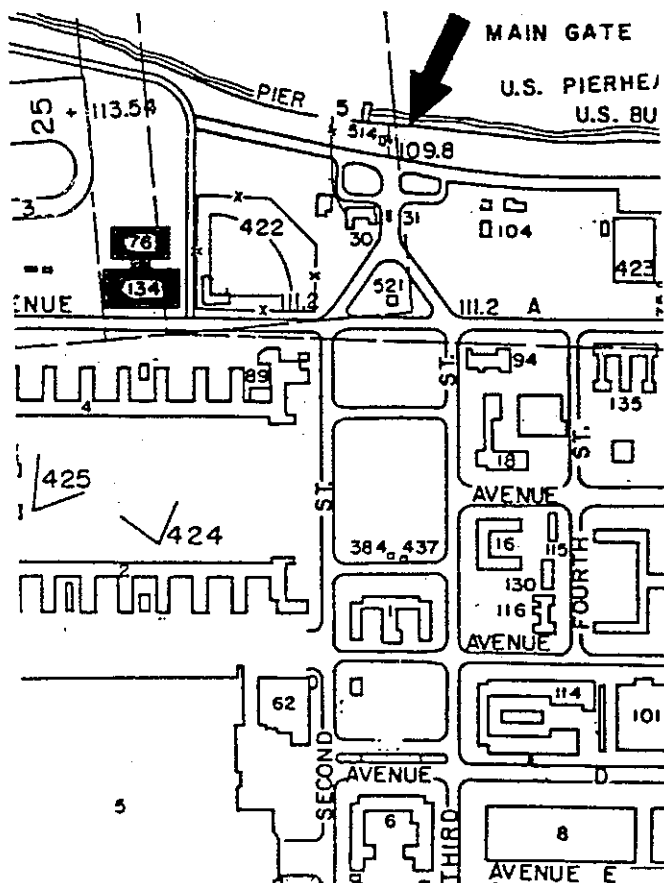 MAIN GATE
PIER
U.S. PIERHEA
U.S. BU
5
25
+ 113.54
514
109.8
3
76
422
30
31
104
423
134
521
ENUE
111.2
111.2 A
ST.
94
89
135
4
ST.
18
425
ST.
AVENUE
424
384
437
16
115
2
130
FOURTH
1
116
AVENUE
62
114
101
SECOND
AVENUE
D
5
6
THIRD
8
AVENUE E